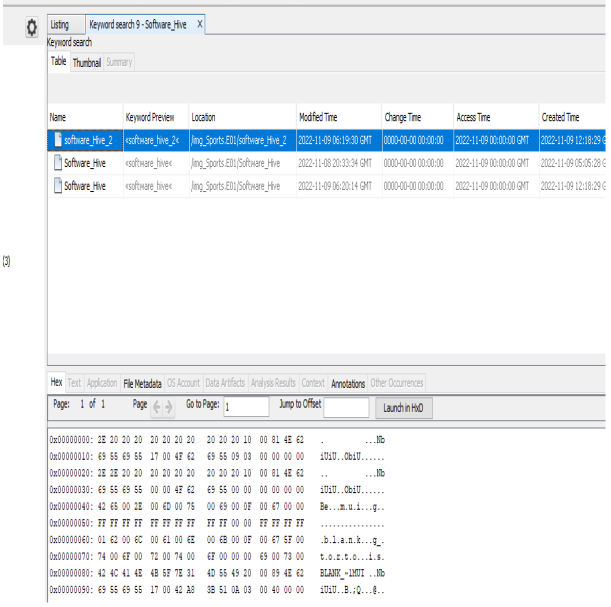 Listing Keyword search 9 - Software_Hive X
Keyword search
Table Thumbnail Summary
Name Keyword Preview Location Modified Time Change Time Access Time Created Time
software_Hive_2 <software_hive_2< /img_Sports.E01/software_Hive_2 2022-11-09 06:19:30 GMT 0000-00-00 00:00:00 2022-11-09 00:00:00 GMT 2022-11-09 12:18:29 G
Software_Hive <software_hive< /img_Sports.E01/Software_Hive 2022-11-08 20:33:34 GMT 0000-00-00 00:00:00 2022-11-09 00:00:00 GMT 2022-11-09 05:05:28 G
Software_Hive <software_hive< /img_Sports.E01/Software_Hive 2022-11-09 06:20:14 GMT 0000-00-00 00:00:00 2022-11-09 00:00:00 GMT 2022-11-09 12:18:29 G
(3)
Hex Text Application File Metadata OS Account Data Artifacts Analysis Results Context Annotations Other Occurrences
Page: 1 of 1 Page Go to Page: 1 Jump to Offset Launch in HxD
0x00000000: 2E 20 20 20 20 20 20 20 20 20 20 10 00 81 4E 62 . ...Nb
0x00000010: 69 55 69 55 17 00 4F 62 69 55 09 03 00 00 00 00 iUiU..ObiU......
0x00000020: 2E 2E 20 20 20 20 20 20 20 20 20 10 00 81 4E 62 .. ...Nb
0x00000030: 69 55 69 55 00 00 4F 62 69 55 00 00 00 00 00 00 iUiU..ObiU......
0x00000040: 42 65 00 2E 00 6D 00 75 00 69 00 0F 00 67 00 00 Be...m.u.i...g..
0x00000050: FF FF FF FF FF FF FF FF FF FF 00 00 FF FF FF FF ................
0x00000060: 01 62 00 6C 00 61 00 6E 00 6B 00 0F 00 67 5F 00 .b.l.a.n.k...g_.
0x00000070: 74 00 6F 00 72 00 74 00 6F 00 00 00 69 00 73 00 t.o.r.t.o...i.s.
0x00000080: 42 4C 41 4E 4B 5F 7E 31 4D 55 49 20 00 89 4E 62 BLANK_~1MUI ..Nb
0x00000090: 69 55 69 55 17 00 42 A8 3B 51 0A 03 00 40 00 00 iUiU..B.;Q...@..